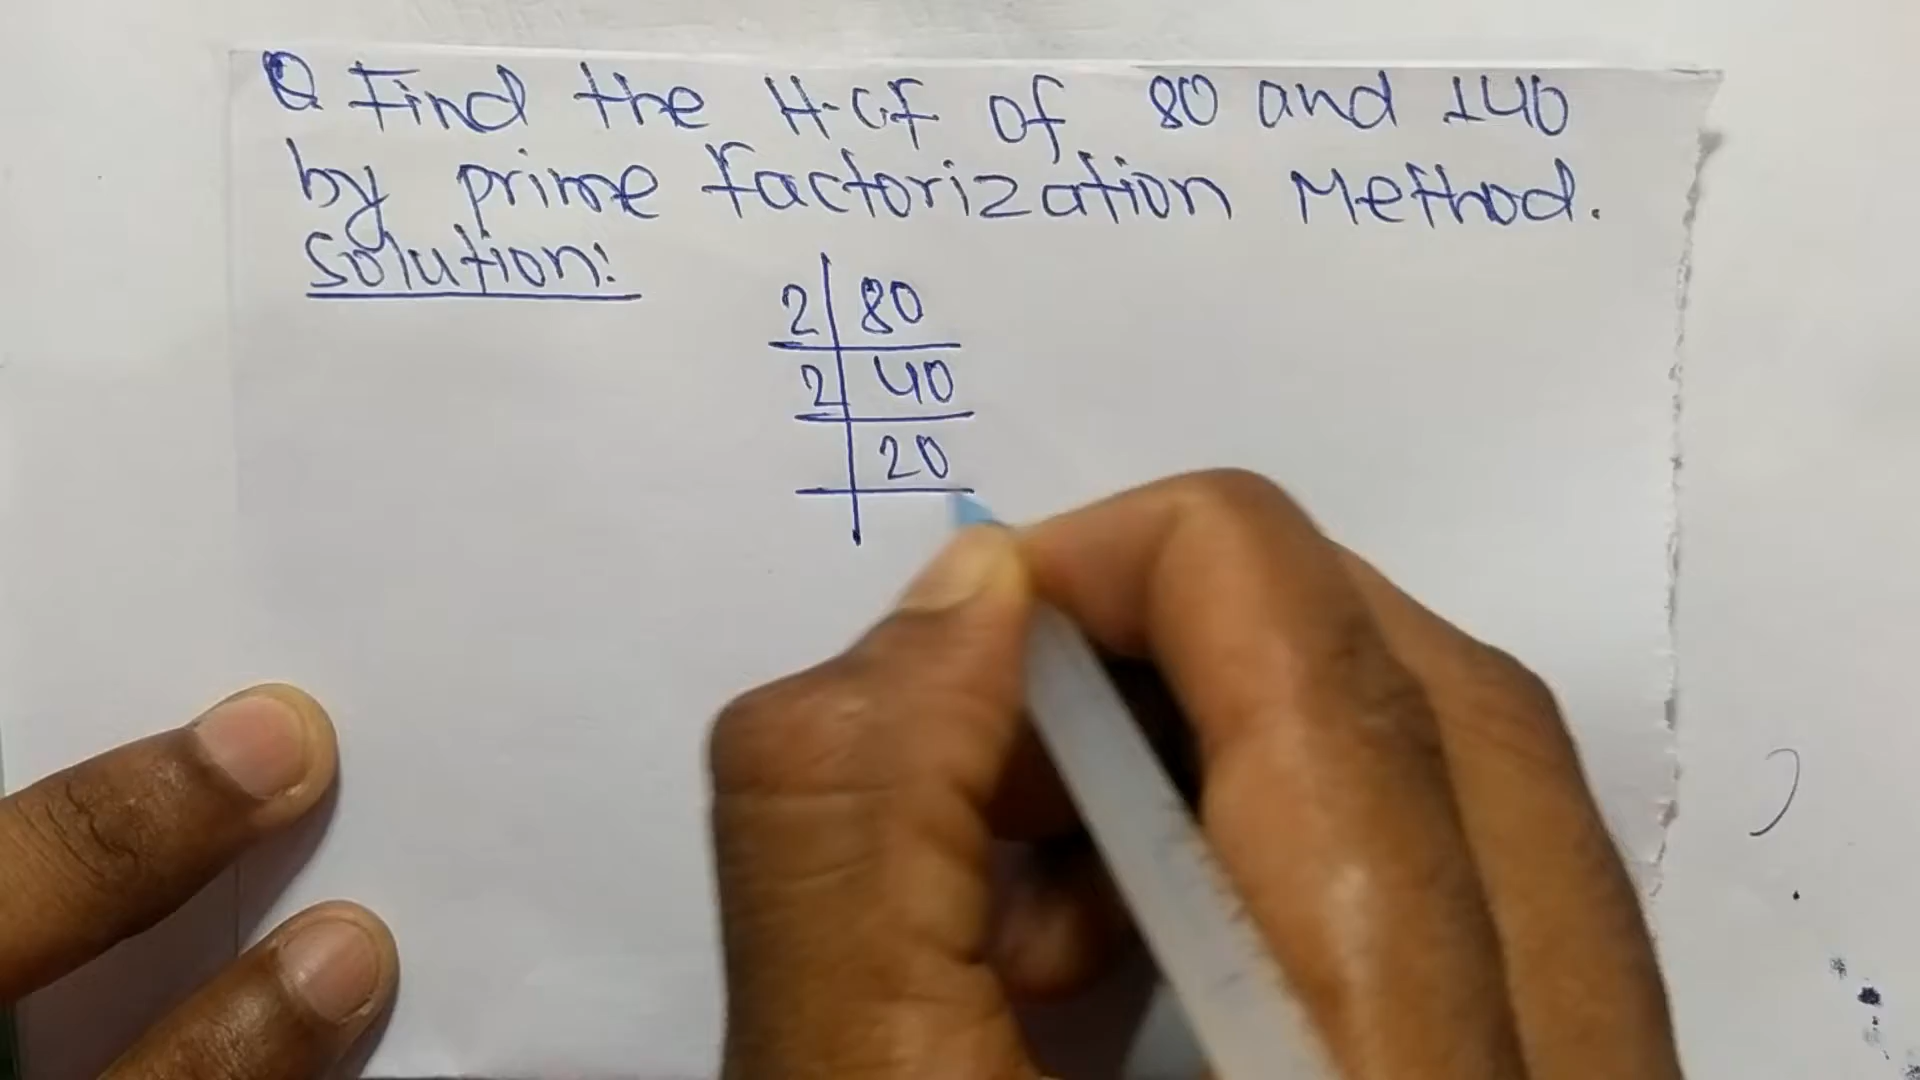 Q Find the H.C.F of 80 and 140
by prime factorization Method.
Solution:
2 80
2 40
20